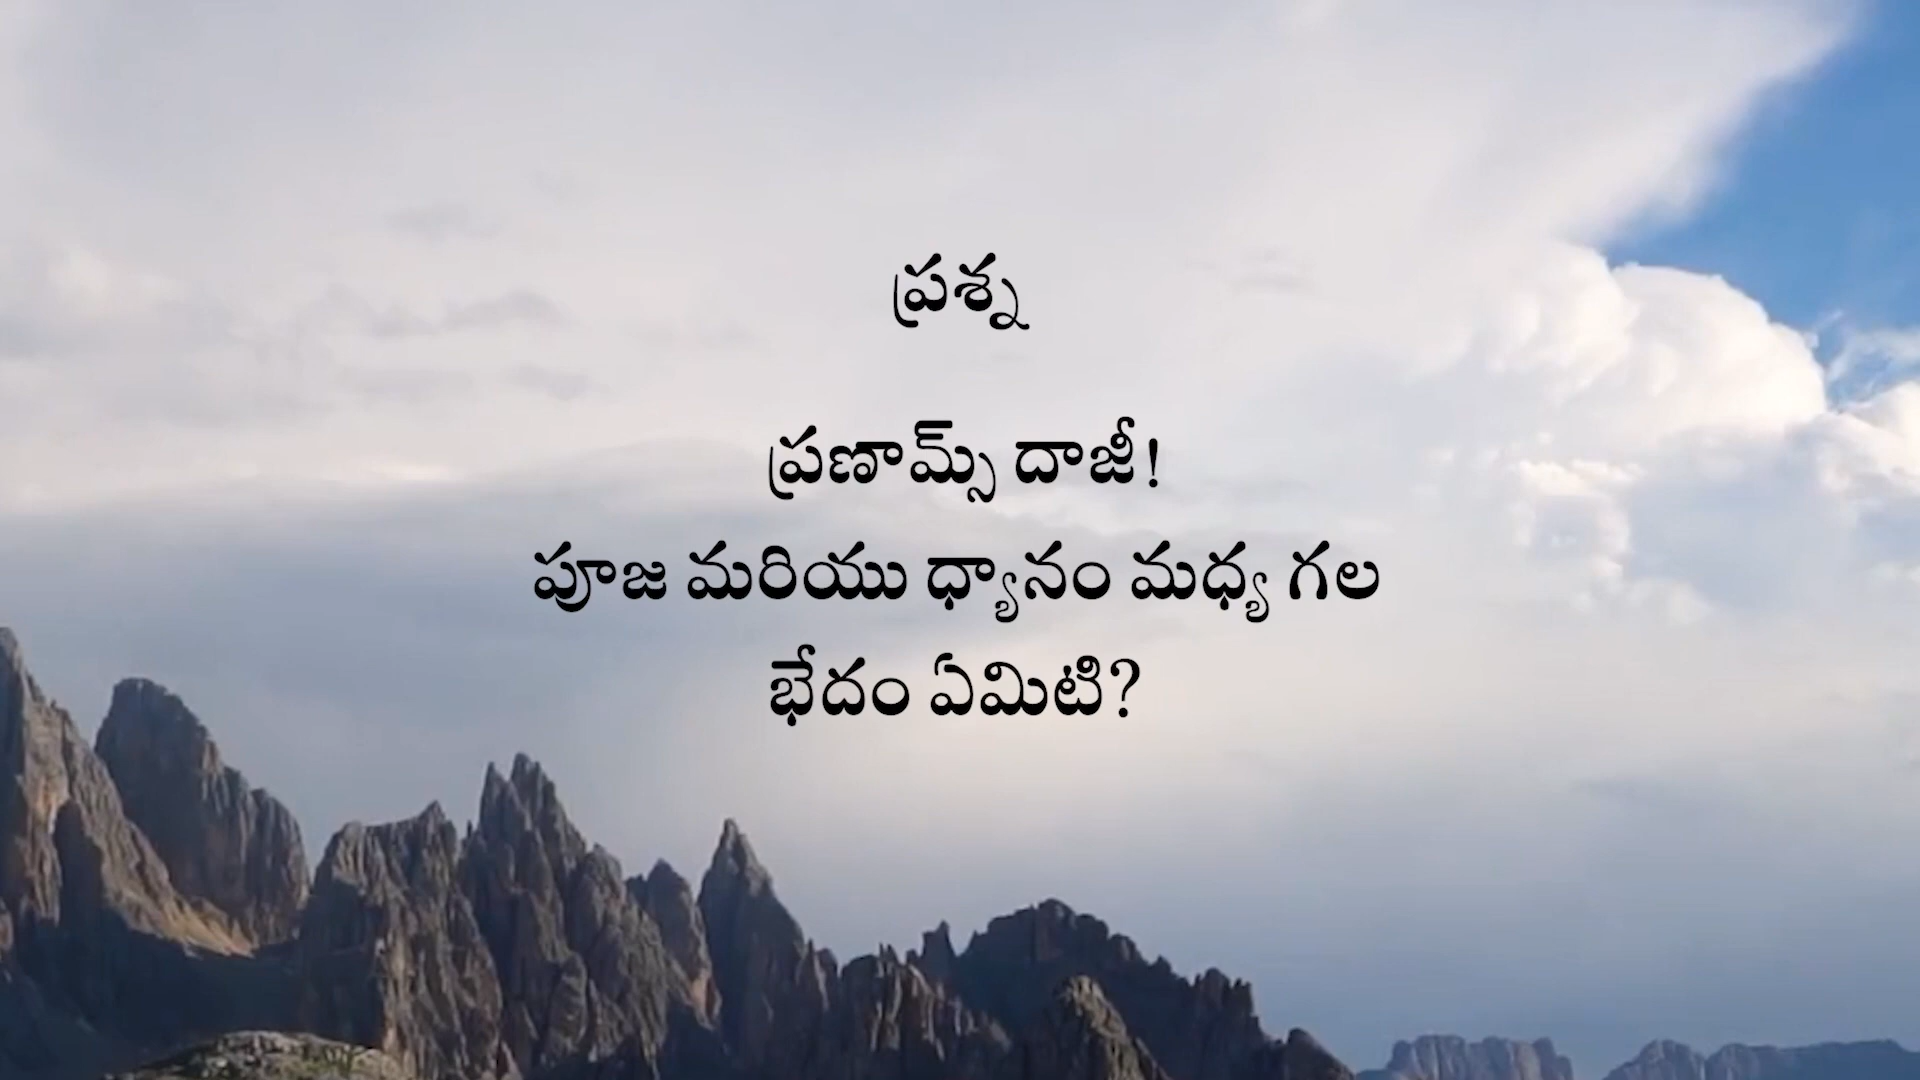 ప్రశ్న
ప్రణామ్స్ దాజీ!
పూజ మరియు ధ్యానం మధ్య గల
భేదం ఏమిటి?